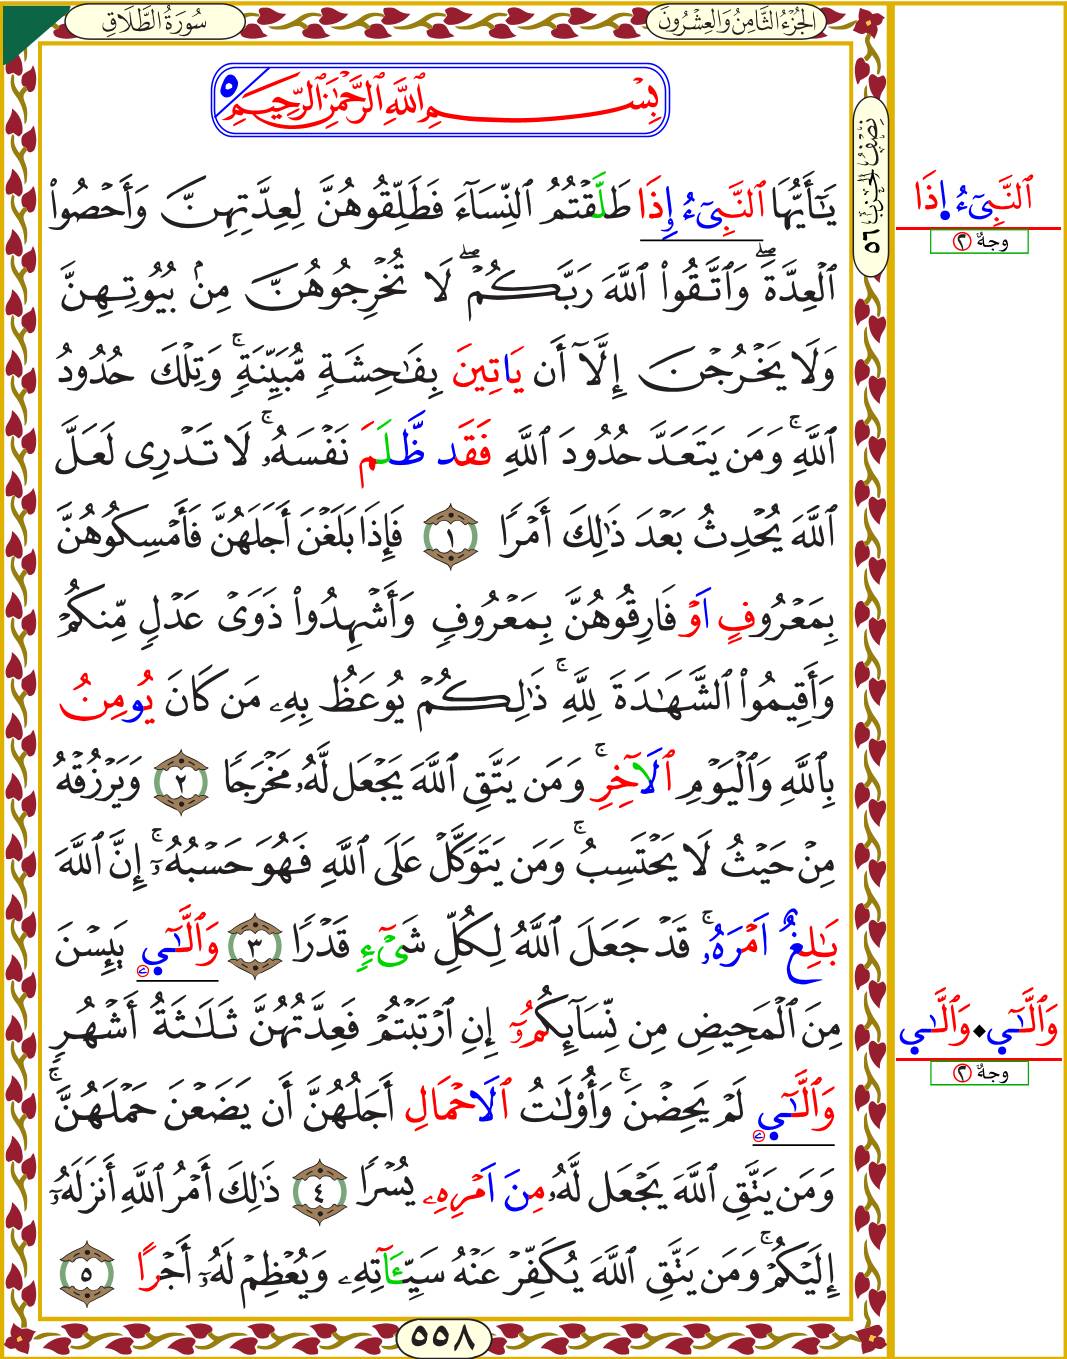 سُورَةُ الطَّلَاقِ
الجُزْءُ الثَّامِنُ وَالعِشْرُونَ
بِسْمِ ٱللَّهِ ٱلرَّحْمَٰنِ ٱلرَّحِيمِ ٥
نِصْفُ الْحِزْبِ ٥٦
يَٰٓأَيُّهَا ٱلنَّبِيٓءُ إِذَا طَلَّقْتُمُ ٱلنِّسَآءَ فَطَلِّقُوهُنَّ لِعِدَّتِهِنَّ وَأَحْصُوا۟
ٱلْعِدَّةَۖ وَٱتَّقُوا۟ ٱللَّهَ رَبَّكُمْۖ لَا تُخْرِجُوهُنَّ مِنۢ بُيُوتِهِنَّ
وَلَا يَخْرُجْنَ إِلَّآ أَن يَاتِينَ بِفَٰحِشَةٖ مُّبَيِّنَةٖۚ وَتِلْكَ حُدُودُ
ٱللَّهِۚ وَمَن يَتَعَدَّ حُدُودَ ٱللَّهِ فَقَد ظَّلَمَ نَفْسَهُۥۚ لَا تَدْرِى لَعَلَّ
ٱللَّهَ يُحْدِثُ بَعْدَ ذَٰلِكَ أَمْرٗا ١ فَإِذَا بَلَغْنَ أَجَلَهُنَّ فَأَمْسِكُوهُنَّ
بِمَعْرُوفٍ اَوْ فَارِقُوهُنَّ بِمَعْرُوفٖ وَأَشْهِدُوا۟ ذَوَىْ عَدْلٖ مِّنكُمْ
وَأَقِيمُوا۟ ٱلشَّهَٰدَةَ لِلَّهِۚ ذَٰلِكُمْ يُوعَظُ بِهِۦ مَن كَانَ يُومِنُ
بِٱللَّهِ وَٱلْيَوْمِ ٱلَاٰخِرِۚ وَمَن يَتَّقِ ٱللَّهَ يَجْعَل لَّهُۥ مَخْرَجٗا ٢ وَيَرْزُقْهُ
مِنْ حَيْثُ لَا يَحْتَسِبُۚ وَمَن يَتَوَكَّلْ عَلَى ٱللَّهِ فَهُوَ حَسْبُهُۥٓۚ إِنَّ ٱللَّهَ
بَٰلِغٌ اَمْرَهُۥۚ قَدْ جَعَلَ ٱللَّهُ لِكُلِّ شَىْٓءٖ قَدْرٗا ٣ وَٱلَّٰٓـِٕي يَئِسْنَ
مِنَ ٱلْمَحِيضِ مِن نِّسَآئِكُمُۥٓ إِنِ ٱرْتَبْتُمْ فَعِدَّتُهُنَّ ثَلَٰثَةُ أَشْهُرٖ
وَٱلَّٰٓـِٕي لَمْ يَحِضْنَۚ وَأُو۟لَٰتُ ٱلَاحْمَالِ أَجَلُهُنَّ أَن يَضَعْنَ حَمْلَهُنَّۚ
وَمَن يَتَّقِ ٱللَّهَ يَجْعَل لَّهُۥ مِنَ اَمْرِهِۦ يُسْرٗا ٤ ذَٰلِكَ أَمْرُ ٱللَّهِ أَنزَلَهُۥٓ
إِلَيْكُمْۚ وَمَن يَتَّقِ ٱللَّهَ يُكَفِّرْ عَنْهُ سَيِّـَٔاتِهِۦ وَيُعْظِمْ لَهُۥٓ أَجْرًا ٥
ٱلنَّبِيٓءُ إِذَا
وجهٌ ٢
وَٱلَّٰٓـِٕي • وَٱلَّٰـِٕي
وجهٌ ٢
٥٥٨